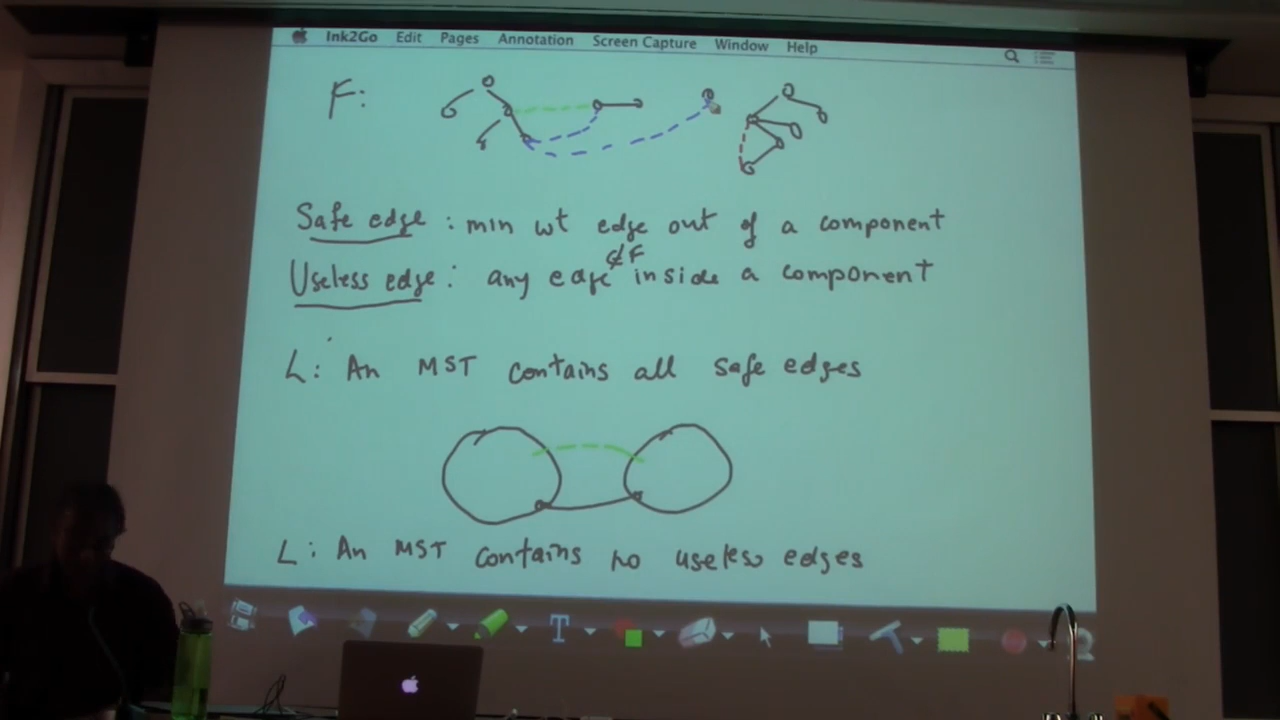 Ink2Go Edit Pages Annotation Screen Capture Window Help
F:
Safe edge : min wt edge out of a component
∉F
Useless edge : any edge inside a component
L: An MST contains all safe edges
L: An MST contains no useless edges
T